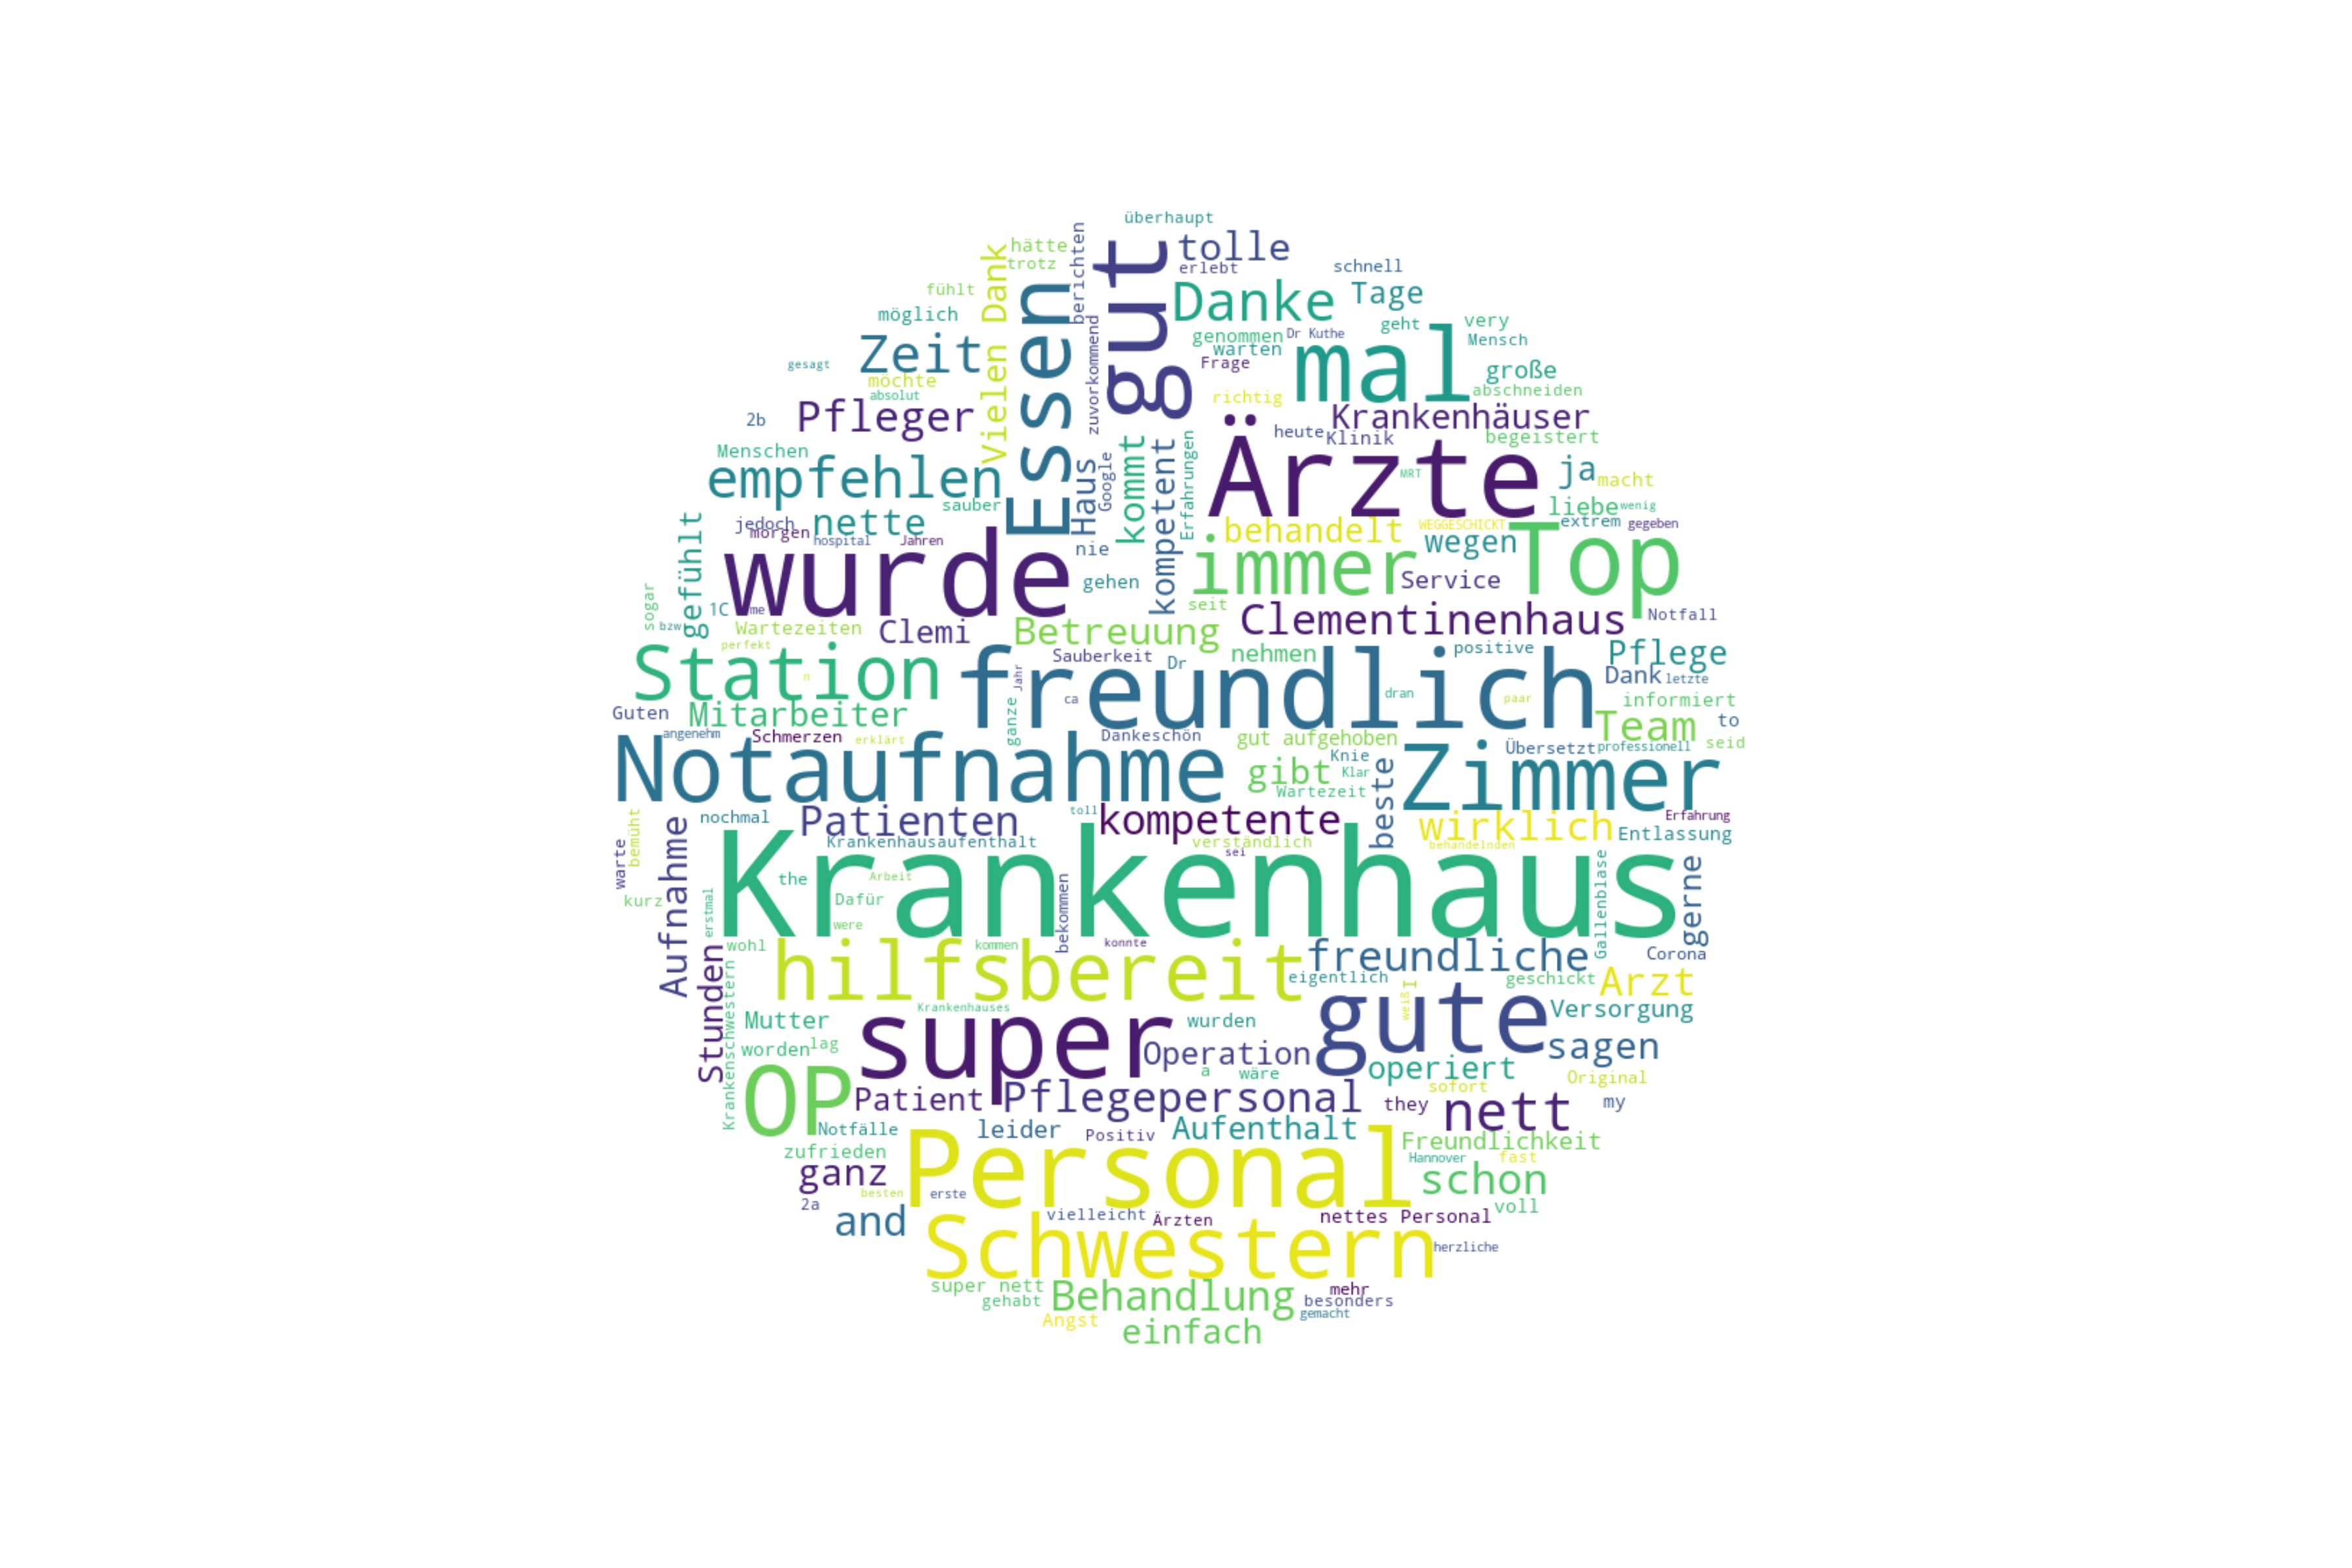 überhaupt
hätte
tolle
trotz
berichten
erlebt
schnell
Vielen Dank
Essen
gut
Danke
Tage
fühlt
möglich
genommen
Dr Kuthe
geht
very
zuvorkommend
warten
Mensch
Zeit
Frage
mal
gesagt
große
möchte
absolut
richtig
abschneiden
Pfleger
Krankenhäuser
2b
heute
Klinik
begeistert
Menschen
Haus
Google
kommt
kompetent
Erfahrungen
Ärzte
MRT
ja
macht
empfehlen
sauber
liebe
wenig
jedoch
nette
behandelt
WEGGESCHICKT
extrem
gegeben
morgen
hospital
Jahren
nie
wegen
gefühlt
wurde
immer
Top
gehen
Service
sogar
1C
me
seit
bzw
Wartezeiten
Clemi
Betreuung
Clementinenhaus
Notfall
perfekt
Sauberkeit
Dr
nehmen
positive
Pflege
Station
n
freundlich
Jahr
dran
paar
Dank
letzte
ca
informiert
Guten
Mitarbeiter
ganze
Team
to
angenehm
Schmerzen
erklärt
Dankeschön
gut aufgehoben
Übersetzt
professionell
seid
Notaufnahme
gibt
Knie
Klar
beste
Zimmer
Wartezeit
nochmal
Patienten
toll
kompetente
wirklich
Erfahrung
Entlassung
warte
bemüht
Aufnahme
Krankenhausaufenthalt
verständlich
sei
behandelnden
Krankenhaus
the
Arbeit
Dafür
Gallenblase
gerne
kurz
erstmal
were
bekommen
wohl
kommen
konnte
freundliche
Corona
Stunden
Krankenschwestern
hilfsbereit
eigentlich
geschickt
Arzt
weiß
I
Krankenhauses
gute
Versorgung
Mutter
super
wurden
worden
lag
Operation
sagen
OP
a
wäre
operiert
sofort
Original
Patient
Pflegepersonal
they
nett
my
Notfälle
leider
Positiv
Aufenthalt
Freundlichkeit
zufrieden
Personal
Hannover
fast
ganz
schon
besten
erste
2a
voll
and
vielleicht
Ärzten
nettes Personal
Schwestern
herzliche
super nett
Behandlung
mehr
gehabt
besonders
Angst
gemacht
einfach